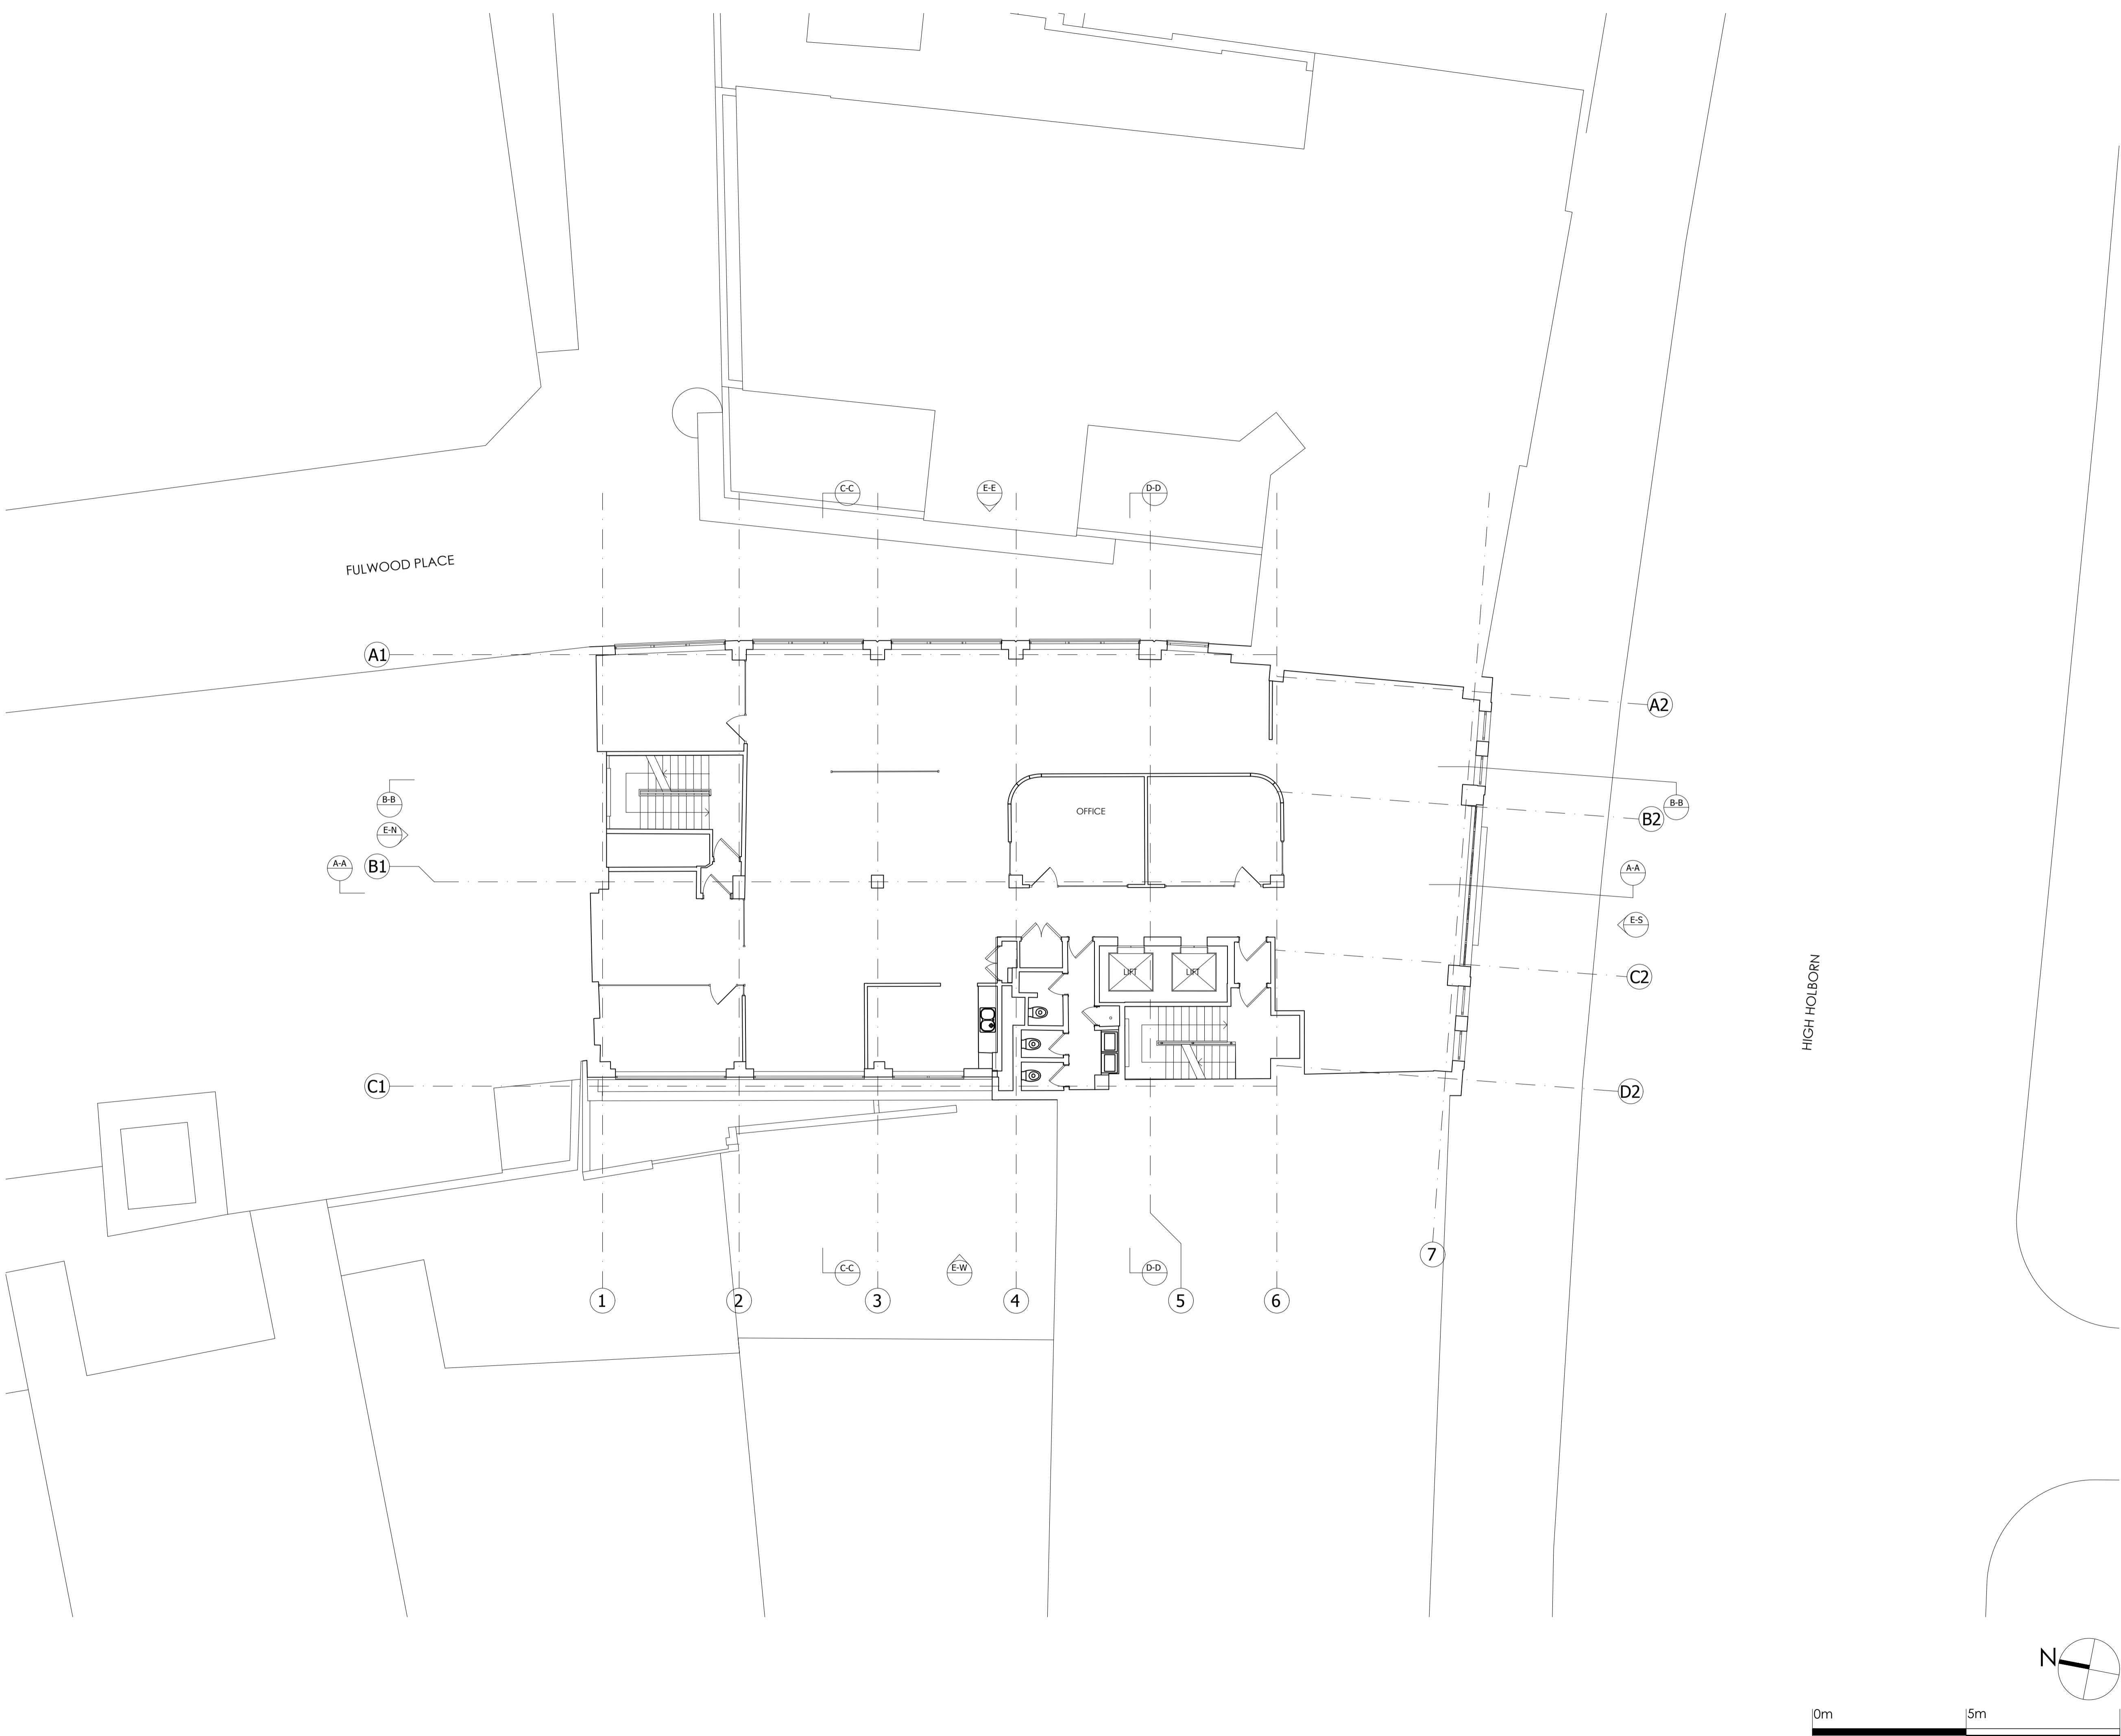 C-C
E-E
D-D
FULWOOD PLACE
A1
A2
B-B
B-B
OFFICE
B2
E-N
A-A
B1
A-A
E-S
LIFT
LIFT
C2
HIGH HOLBORN
C1
D2
7
C-C
E-W
D-D
1
2
3
4
5
6
N
0m
5m